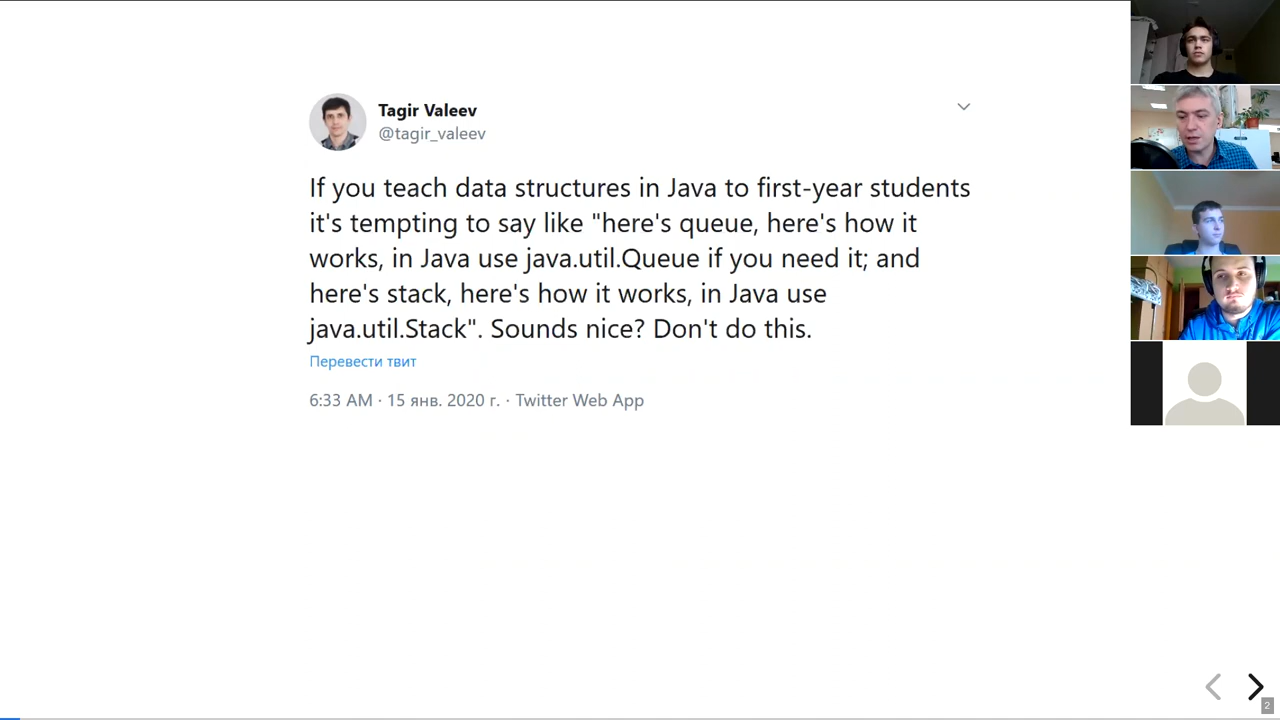 Tagir Valeev
@tagir_valeev
If you teach data structures in Java to first-year students
it's tempting to say like "here's queue, here's how it
works, in Java use java.util.Queue if you need it; and
here's stack, here's how it works, in Java use
java.util.Stack". Sounds nice? Don't do this.
Перевести твит
6:33 AM · 15 янв. 2020 г. · Twitter Web App
2